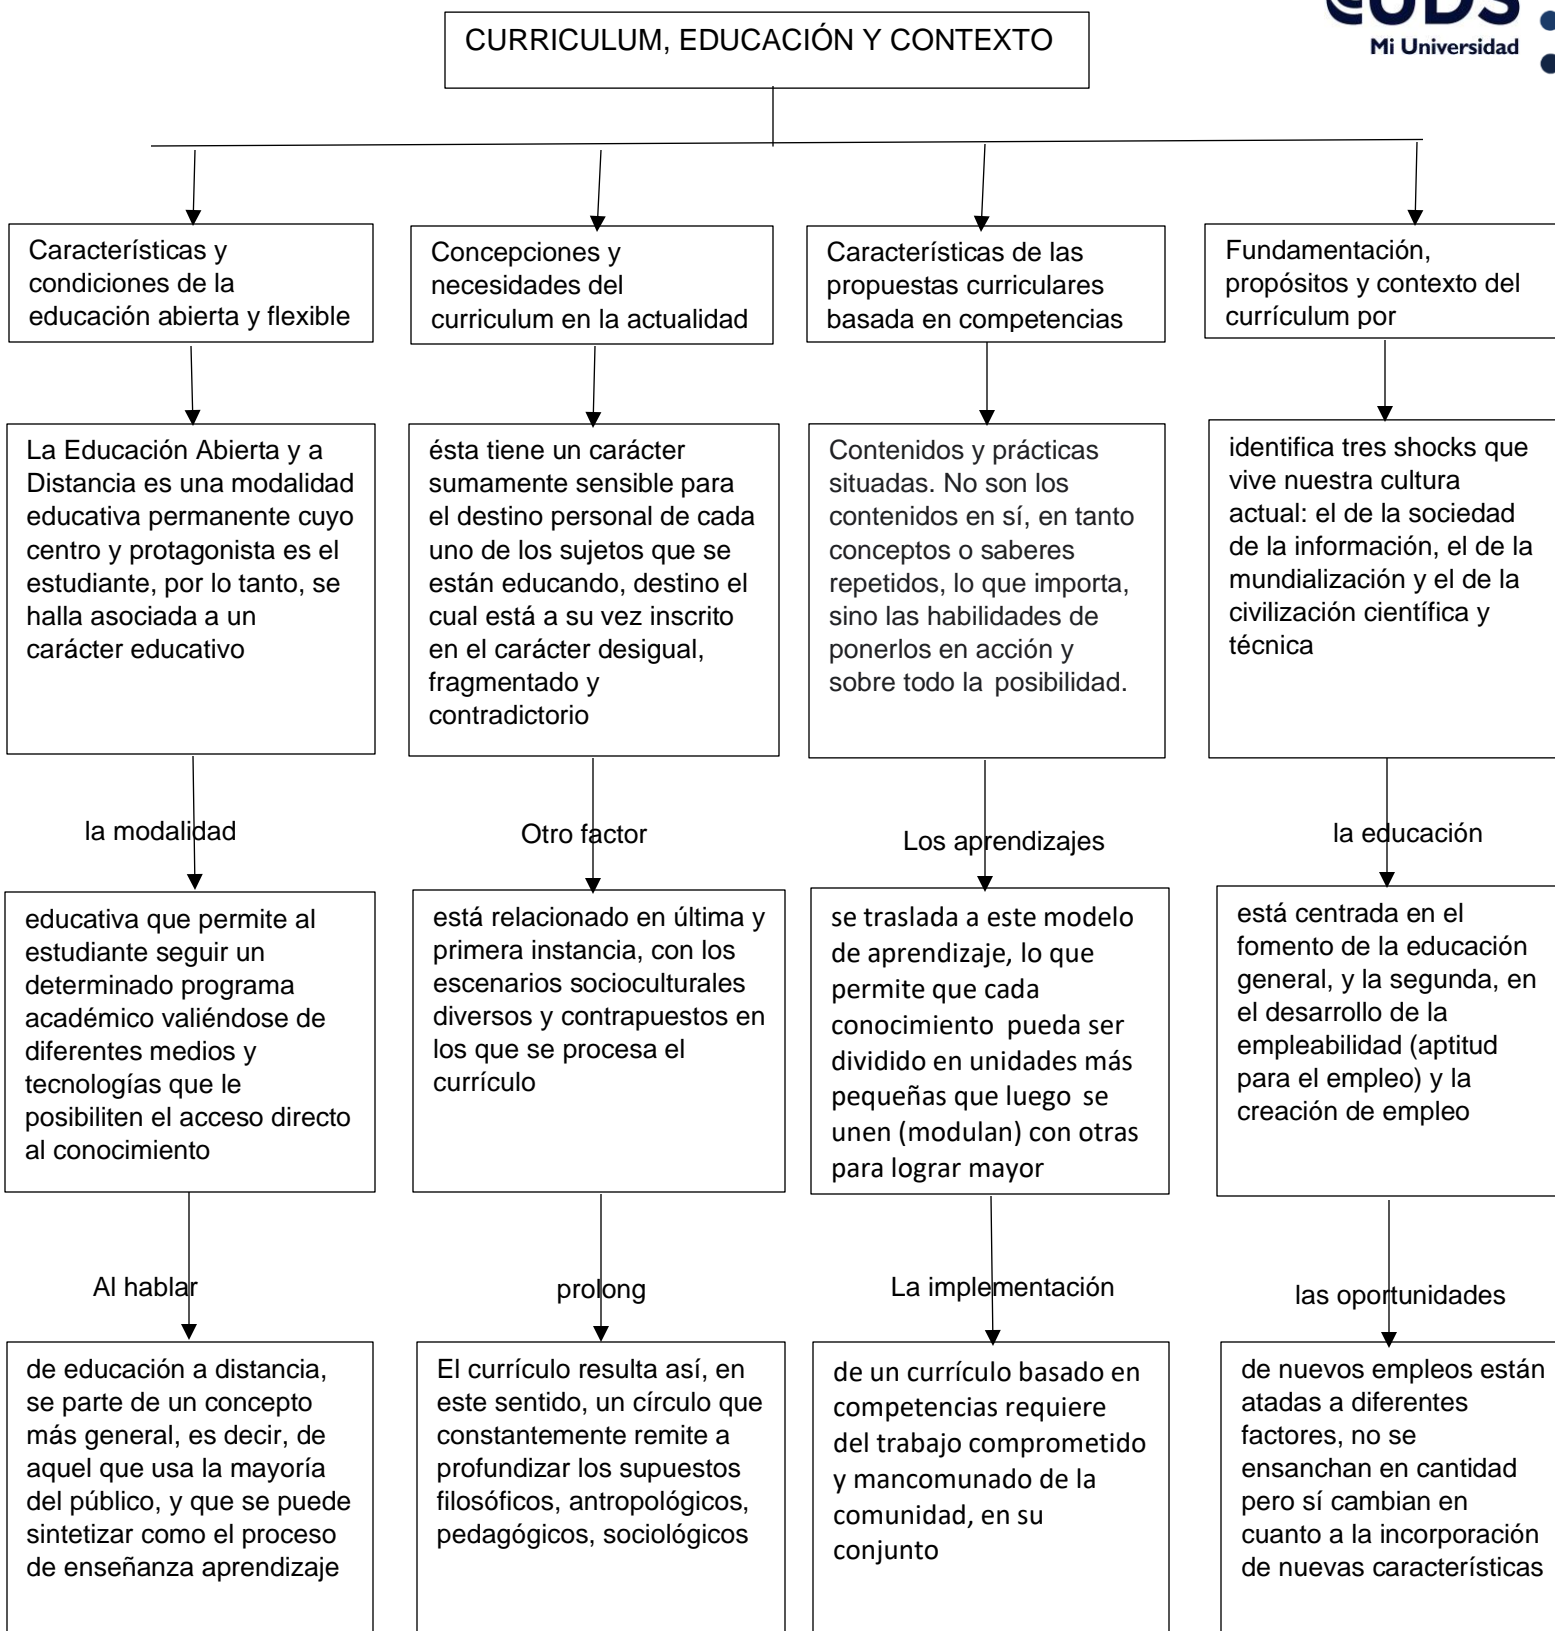 UDS
Mi Universidad
CURRICULUM, EDUCACIÓN Y CONTEXTO
Características y
condiciones de la
educación abierta y flexible
Concepciones y
necesidades del
curriculum en la actualidad
Características de las
propuestas curriculares
basada en competencias
Fundamentación,
propósitos y contexto del
currículum por
La Educación Abierta y a
Distancia es una modalidad
educativa permanente cuyo
centro y protagonista es el
estudiante, por lo tanto, se
halla asociada a un
carácter educativo
ésta tiene un carácter
sumamente sensible para
el destino personal de cada
uno de los sujetos que se
están educando, destino el
cual está a su vez inscrito
en el carácter desigual,
fragmentado y
contradictorio
Contenidos y prácticas
situadas. No son los
contenidos en sí, en tanto
conceptos o saberes
repetidos, lo que importa,
sino las habilidades de
ponerlos en acción y
sobre todo la posibilidad.
identifica tres shocks que
vive nuestra cultura
actual: el de la sociedad
de la información, el de la
mundialización y el de la
civilización científica y
técnica
la modalidad
Otro factor
Los aprendizajes
la educación
educativa que permite al
estudiante seguir un
determinado programa
académico valiéndose de
diferentes medios y
tecnologías que le
posibiliten el acceso directo
al conocimiento
está relacionado en última y
primera instancia, con los
escenarios socioculturales
diversos y contrapuestos en
los que se procesa el
currículo
se traslada a este modelo
de aprendizaje, lo que
permite que cada
conocimiento pueda ser
dividido en unidades más
pequeñas que luego se
unen (modulan) con otras
para lograr mayor
está centrada en el
fomento de la educación
general, y la segunda, en
el desarrollo de la
empleabilidad (aptitud
para el empleo) y la
creación de empleo
Al hablar
prolong
La implementación
las oportunidades
de educación a distancia,
se parte de un concepto
más general, es decir, de
aquel que usa la mayoría
del público, y que se puede
sintetizar como el proceso
de enseñanza aprendizaje
El currículo resulta así, en
este sentido, un círculo que
constantemente remite a
profundizar los supuestos
filosóficos, antropológicos,
pedagógicos, sociológicos
de un currículo basado en
competencias requiere
del trabajo comprometido
y mancomunado de la
comunidad, en su
conjunto
de nuevos empleos están
atadas a diferentes
factores, no se
ensanchan en cantidad
pero sí cambian en
cuanto a la incorporación
de nuevas características